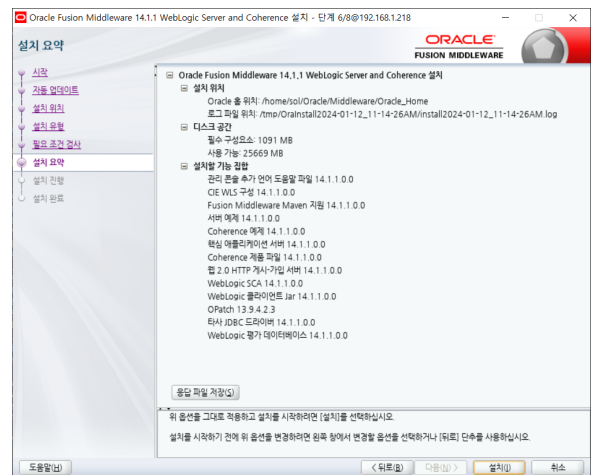 Oracle Fusion Middleware 14.1.1 WebLogic Server and Coherence 설치 - 단계 6/8@192.168.1.218
설치 요약
ORACLE
FUSION MIDDLEWARE
시작
자동 업데이트
설치 위치
설치 유형
필요 조건 검사
설치 요약
설치 진행
설치 완료
Oracle Fusion Middleware 14.1.1 WebLogic Server and Coherence 설치
설치 위치
Oracle 홈 위치: /home/sol/Oracle/Middleware/Oracle_Home
로그 파일 위치: /tmp/OraInstall2024-01-12_11-14-26AM/install2024-01-12_11-14-26AM.log
디스크 공간
필수 구성요소: 1091 MB
사용 가능: 25669 MB
설치할 기능 집합
관리 콘솔 추가 언어 도움말 파일 14.1.1.0.0
CIE WLS 구성 14.1.1.0.0
Fusion Middleware Maven 지원 14.1.1.0.0
서버 예제 14.1.1.0.0
Coherence 예제 14.1.1.0.0
핵심 애플리케이션 서버 14.1.1.0.0
Coherence 제품 파일 14.1.1.0.0
웹 2.0 HTTP 게시-가입 서버 14.1.1.0.0
WebLogic SCA 14.1.1.0.0
WebLogic 클라이언트 Jar 14.1.1.0.0
OPatch 13.9.4.2.3
타사 JDBC 드라이버 14.1.1.0.0
WebLogic 평가 데이터베이스 14.1.1.0.0
응답 파일 저장(S)
위 옵션을 그대로 적용하고 설치를 시작하려면 [설치]를 선택하십시오.
설치를 시작하기 전에 위 옵션을 변경하려면 왼쪽 창에서 변경할 옵션을 선택하거나 [뒤로] 단추를 사용하십시오.
도움말(H)
< 뒤로(B)
다음(N) >
설치(I)
취소